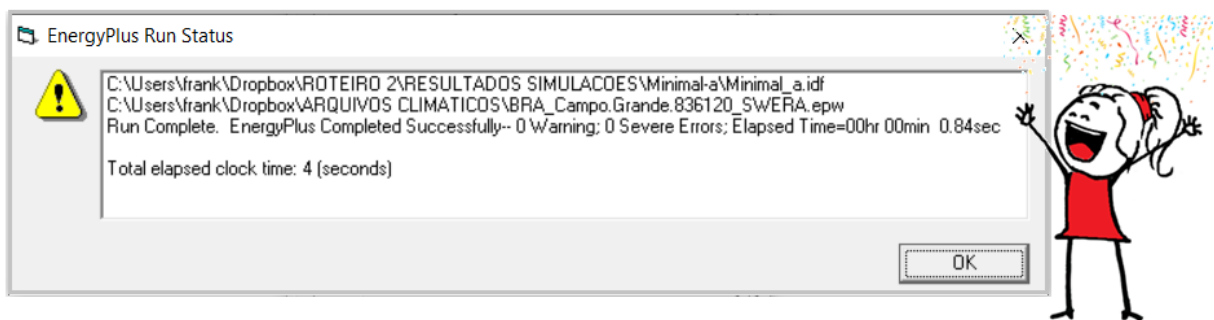 EnergyPlus Run Status
C:\Users\frank\Dropbox\ROTEIRO 2\RESULTADOS SIMULACOES\Minimal-a\Minimal_a.idf
C:\Users\frank\Dropbox\ARQUIVOS CLIMATICOS\BRA_Campo.Grande.836120_SWERA.epw
Run Complete.  EnergyPlus Completed Successfully-- 0 Warning; 0 Severe Errors; Elapsed Time=00hr 00min  0.84sec
Total elapsed clock time: 4 (seconds)
OK